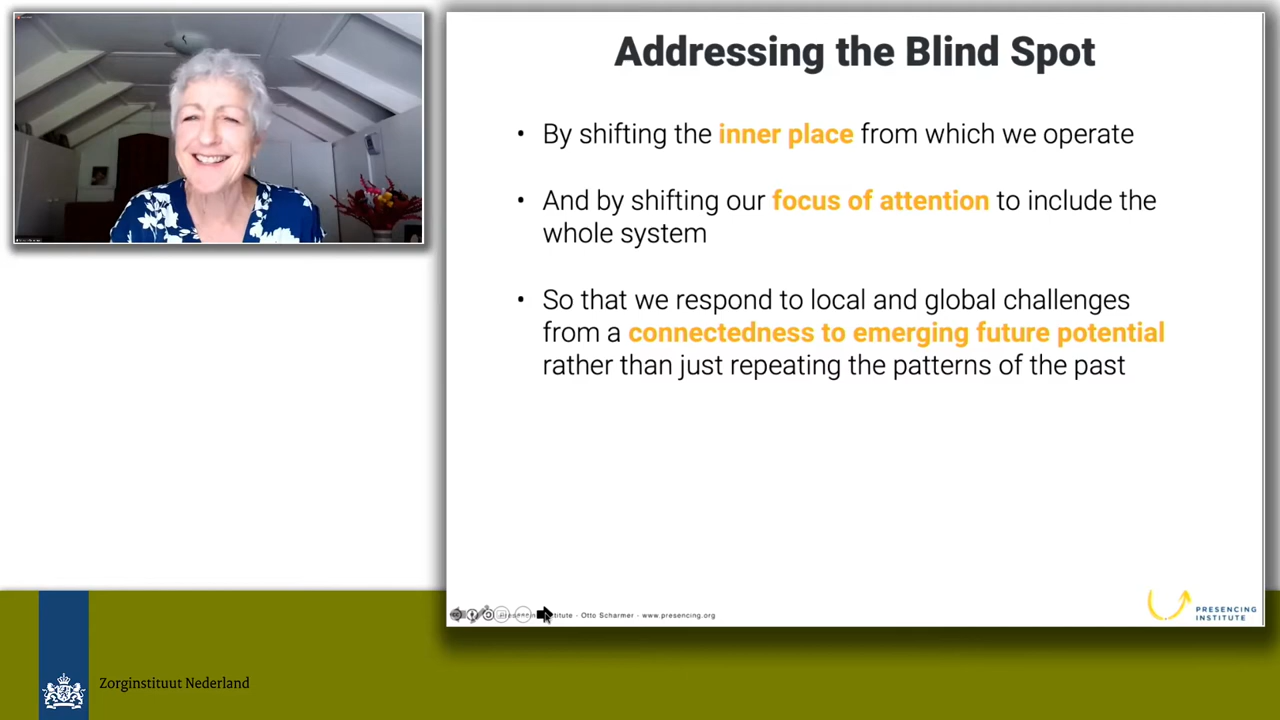 Addressing the Blind Spot
• By shifting the inner place from which we operate
• And by shifting our focus of attention to include the
whole system
• So that we respond to local and global challenges
from a connectedness to emerging future potential
rather than just repeating the patterns of the past
Otto Scharmer - www.presencing.org
PRESENCING
INSTITUTE
Zorginstituut Nederland